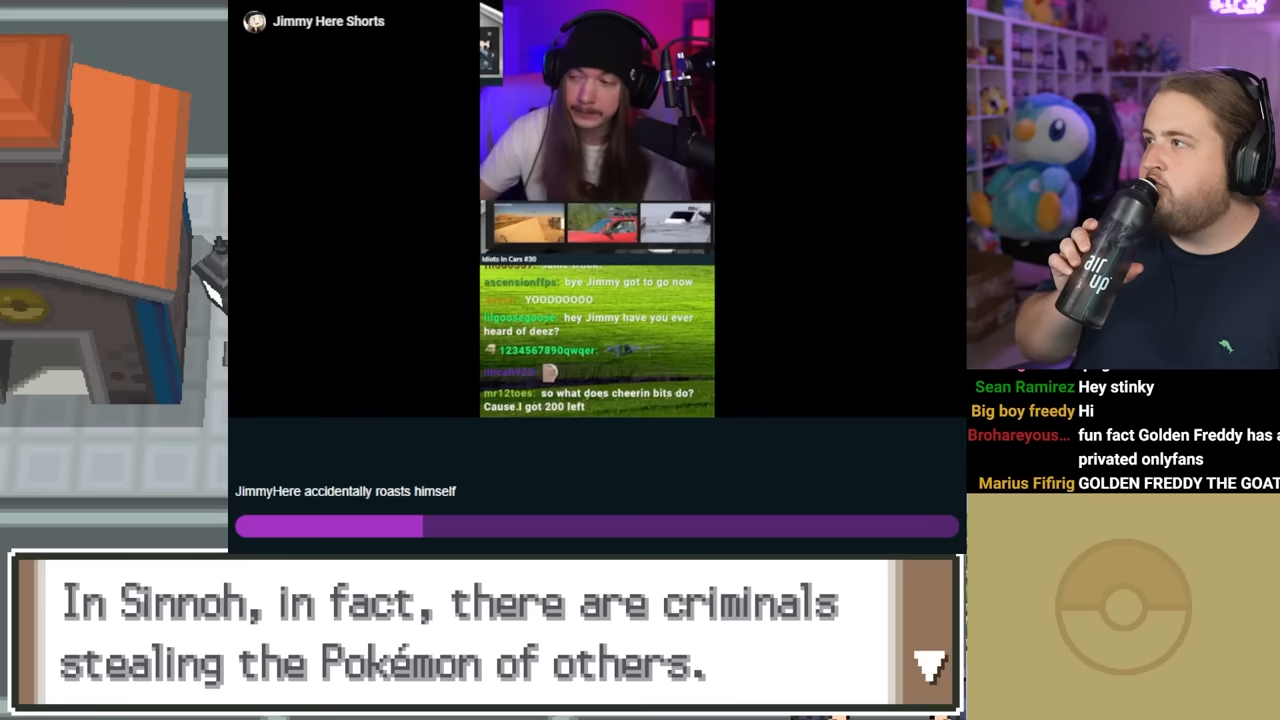 Jimmy Here Shorts
Idiots In Cars #30
ascensionffps: bye Jimmy got to go now
YOOOOOOOO
lilgoosegoose: hey Jimmy have you ever
heard of deez?
1234567890qwqer:
micah926
mr12toes: so what does cheerin bits do?
Cause.I got 200 left
JimmyHere accidentally roasts himself
In Sinnoh, in fact, there are criminals
stealing the Pokémon of others.
air
up
Sean Ramirez Hey stinky
Big boy freedy Hi
Brohareyous… fun fact Golden Freddy has a
privated onlyfans
Marius Fifirig GOLDEN FREDDY THE GOAT